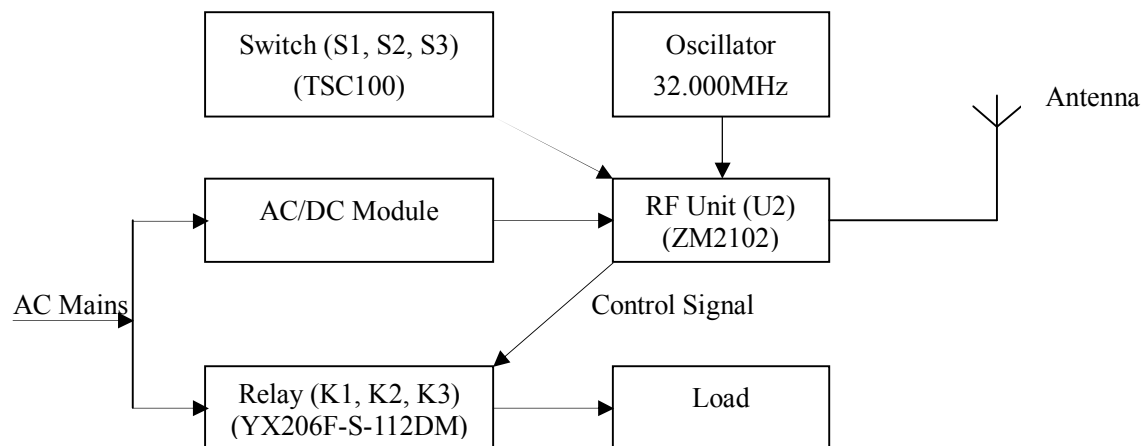 Switch (S1, S2, S3)
(TSC100)
Oscillator
32.000MHz
Antenna
AC/DC Module
RF Unit (U2)
(ZM2102)
AC Mains
Control Signal
Relay (K1, K2, K3)
(YX206F-S-112DM)
Load